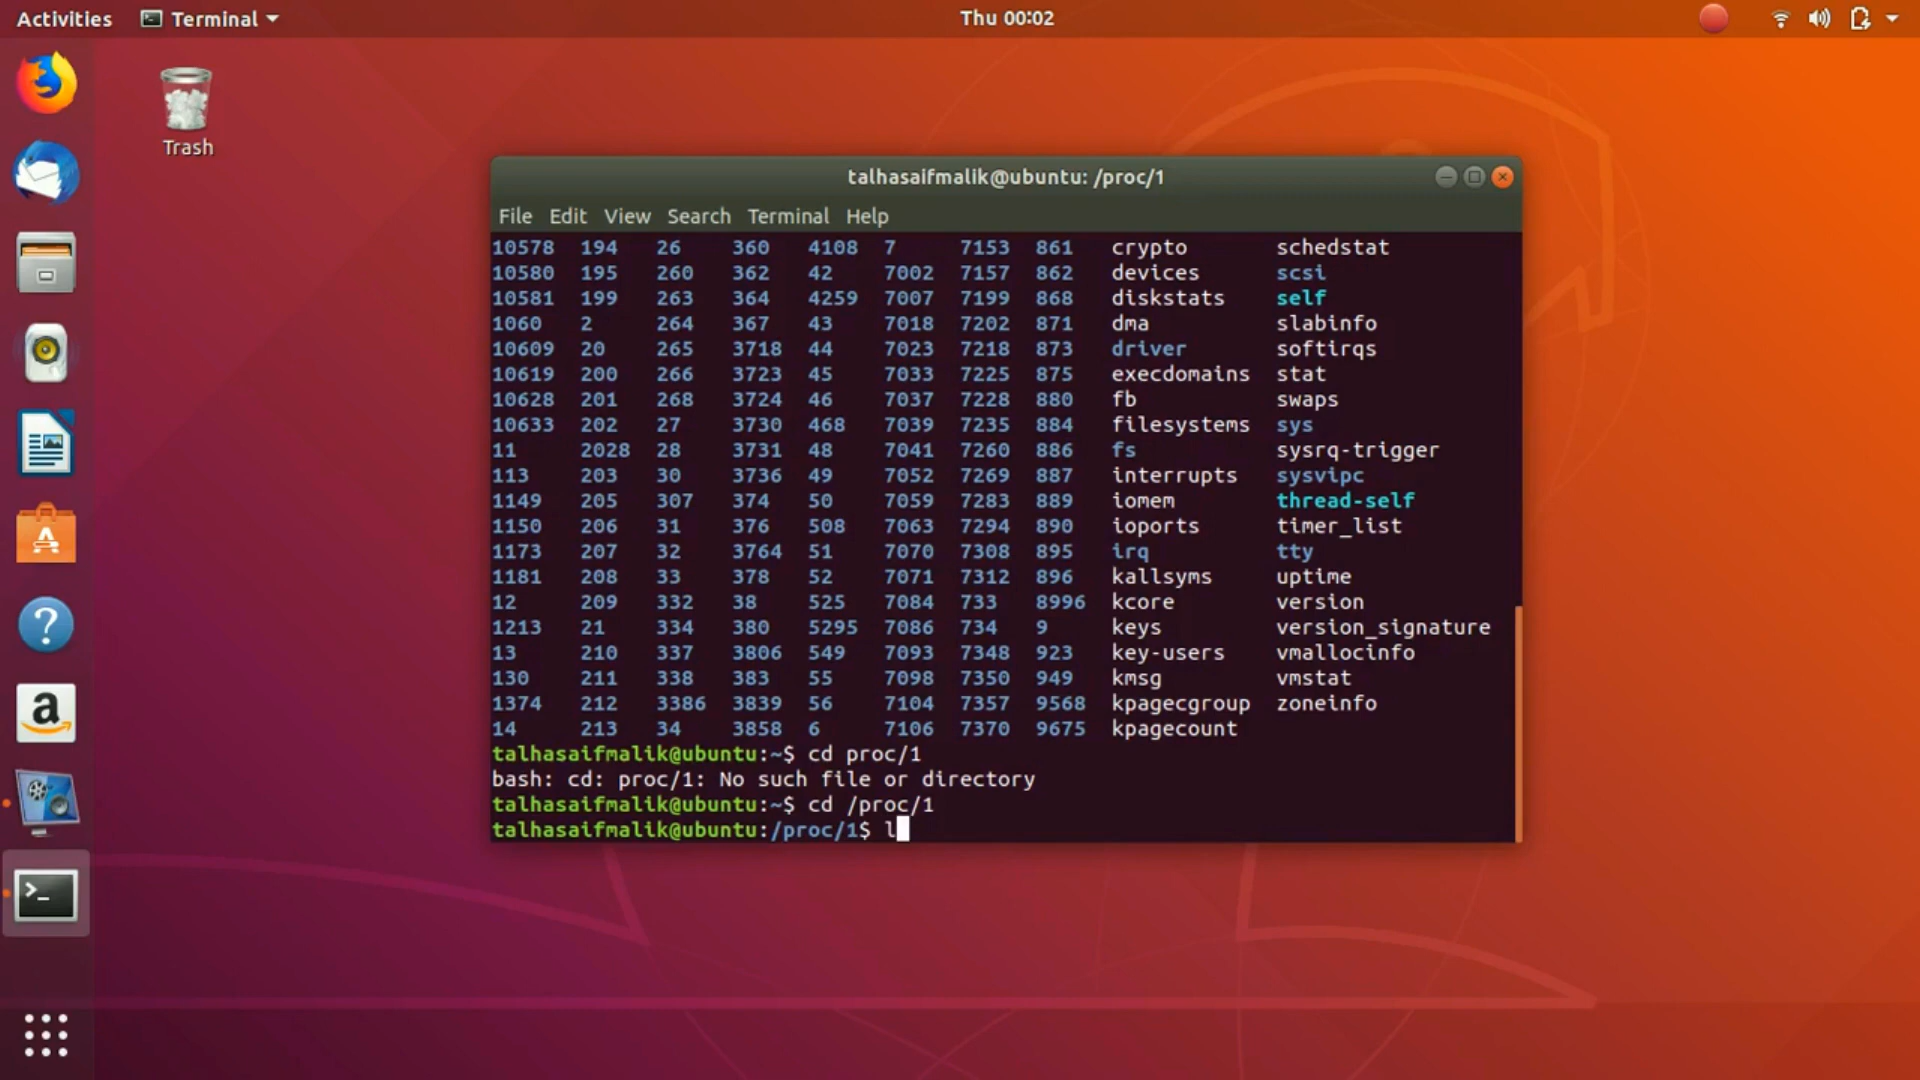 Activities Terminal Thu 00:02
Trash
talhasaifmalik@ubuntu: /proc/1
File Edit View Search Terminal Help
10578 194 26 360 4108 7 7153 861 crypto schedstat
10580 195 260 362 42 7002 7157 862 devices scsi
10581 199 263 364 4259 7007 7199 868 diskstats self
1060 2 264 367 43 7018 7202 871 dma slabinfo
10609 20 265 3718 44 7023 7218 873 driver softirqs
10619 200 266 3723 45 7033 7225 875 execdomains stat
10628 201 268 3724 46 7037 7228 880 fb swaps
10633 202 27 3730 468 7039 7235 884 filesystems sys
11 2028 28 3731 48 7041 7260 886 fs sysrq-trigger
113 203 30 3736 49 7052 7269 887 interrupts sysvipc
1149 205 307 374 50 7059 7283 889 iomem thread-self
1150 206 31 376 508 7063 7294 890 ioports timer_list
1173 207 32 3764 51 7070 7308 895 irq tty
1181 208 33 378 52 7071 7312 896 kallsyms uptime
12 209 332 38 525 7084 733 8996 kcore version
1213 21 334 380 5295 7086 734 9 keys version_signature
13 210 337 3806 549 7093 7348 923 key-users vmallocinfo
130 211 338 383 55 7098 7350 949 kmsg vmstat
1374 212 3386 3839 56 7104 7357 9568 kpagecgroup zoneinfo
14 213 34 3858 6 7106 7370 9675 kpagecount
talhasaifmalik@ubuntu:~$ cd proc/1
bash: cd: proc/1: No such file or directory
talhasaifmalik@ubuntu:~$ cd /proc/1
talhasaifmalik@ubuntu:/proc/1$ l